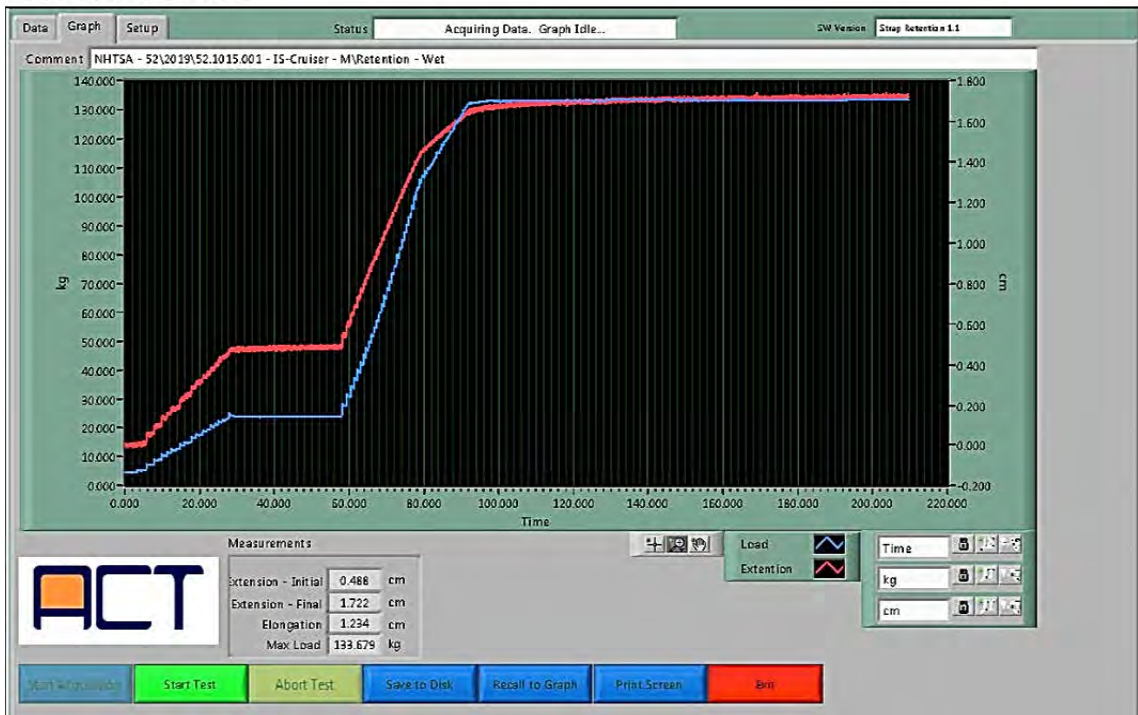 Data Graph Setup Status Acquiring Data. Graph Idle... SW Version Strap Retention 1.1
Comment NHTSA - 52\2019\52.1015.001 - IS-Cruiser - M\Retention - Wet
140.000
130.000
120.000
110.000
100.000
90.000
80.000
70.000
60.000
50.000
40.000
30.000
20.000
10.000
0.000
kg
1.800
1.600
1.400
1.200
1.000
0.800
0.600
0.400
0.200
0.000
-0.200
cm
0.000 20.000 40.000 60.000 80.000 100.000 120.000 140.000 160.000 180.000 200.000 220.000
Time
Measurements
Extension - Initial 0.488 cm
Extension - Final 1.722 cm
Elongation 1.234 cm
Max Load 133.679 kg
ACT
Load
Extention
Time
kg
cm
Start Acquisition Start Test Abort Test Save to Disk Recall to Graph Print Screen Exit